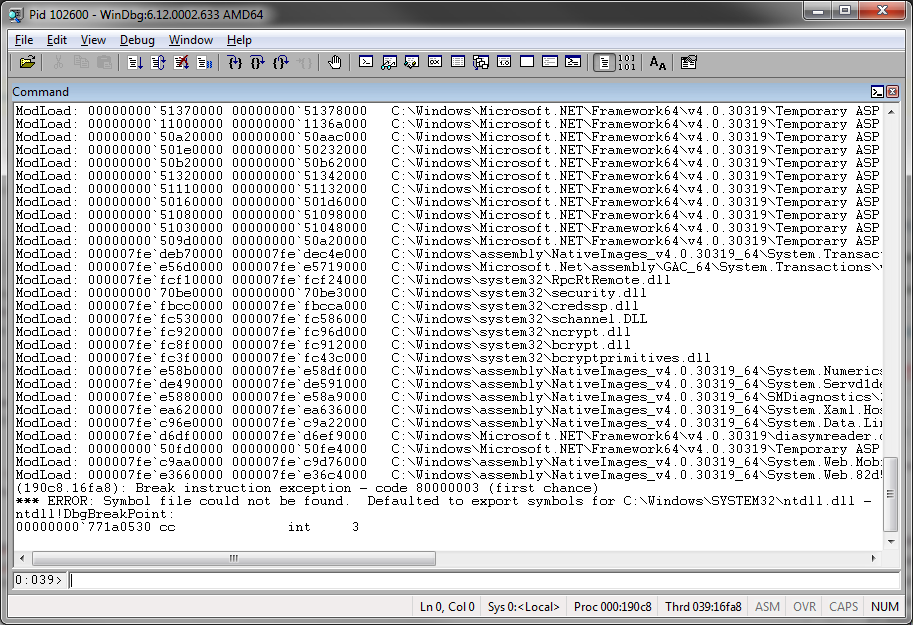 Pid 102600 - WinDbg:6.12.0002.633 AMD64
File Edit View Debug Window Help
Command
ModLoad: 00000000`51370000 00000000`51378000 C:\Windows\Microsoft.NET\Framework64\v4.0.30319\Temporary ASP
ModLoad: 00000000`11000000 00000000`1136a000 C:\Windows\Microsoft.NET\Framework64\v4.0.30319\Temporary ASP
ModLoad: 00000000`50a20000 00000000`50aac000 C:\Windows\Microsoft.NET\Framework64\v4.0.30319\Temporary ASP
ModLoad: 00000000`501e0000 00000000`50232000 C:\Windows\Microsoft.NET\Framework64\v4.0.30319\Temporary ASP
ModLoad: 00000000`50b20000 00000000`50b62000 C:\Windows\Microsoft.NET\Framework64\v4.0.30319\Temporary ASP
ModLoad: 00000000`51320000 00000000`51342000 C:\Windows\Microsoft.NET\Framework64\v4.0.30319\Temporary ASP
ModLoad: 00000000`51110000 00000000`51132000 C:\Windows\Microsoft.NET\Framework64\v4.0.30319\Temporary ASP
ModLoad: 00000000`50160000 00000000`501d6000 C:\Windows\Microsoft.NET\Framework64\v4.0.30319\Temporary ASP
ModLoad: 00000000`51080000 00000000`51098000 C:\Windows\Microsoft.NET\Framework64\v4.0.30319\Temporary ASP
ModLoad: 00000000`51030000 00000000`51048000 C:\Windows\Microsoft.NET\Framework64\v4.0.30319\Temporary ASP
ModLoad: 00000000`509d0000 00000000`50a20000 C:\Windows\Microsoft.NET\Framework64\v4.0.30319\Temporary ASP
ModLoad: 000007fe`deb70000 000007fe`dec4e000 C:\Windows\assembly\NativeImages_v4.0.30319_64\System.Transac
ModLoad: 000007fe`e56d0000 000007fe`e5719000 C:\Windows\Microsoft.Net\assembly\GAC_64\System.Transactions\
ModLoad: 000007fe`fcf10000 000007fe`fcf24000 C:\Windows\system32\RpcRtRemote.dll
ModLoad: 00000000`70be0000 00000000`70be3000 C:\Windows\system32\security.dll
ModLoad: 000007fe`fbcc0000 000007fe`fbcca000 C:\Windows\system32\credssp.dll
ModLoad: 000007fe`fc530000 000007fe`fc586000 C:\Windows\system32\schannel.DLL
ModLoad: 000007fe`fc920000 000007fe`fc96d000 C:\Windows\system32\ncrypt.dll
ModLoad: 000007fe`fc8f0000 000007fe`fc912000 C:\Windows\system32\bcrypt.dll
ModLoad: 000007fe`fc3f0000 000007fe`fc43c000 C:\Windows\system32\bcryptprimitives.dll
ModLoad: 000007fe`e58b0000 000007fe`e58df000 C:\Windows\assembly\NativeImages_v4.0.30319_64\System.Numerics
ModLoad: 000007fe`de490000 000007fe`de591000 C:\Windows\assembly\NativeImages_v4.0.30319_64\System.Servd1de
ModLoad: 000007fe`e5880000 000007fe`e58a9000 C:\Windows\assembly\NativeImages_v4.0.30319_64\SMDiagnostics\
ModLoad: 000007fe`ea620000 000007fe`ea636000 C:\Windows\assembly\NativeImages_v4.0.30319_64\System.Xaml.Hos
ModLoad: 000007fe`c96e0000 000007fe`c9a22000 C:\Windows\assembly\NativeImages_v4.0.30319_64\System.Data.Lin
ModLoad: 000007fe`d6df0000 000007fe`d6ef9000 C:\Windows\Microsoft.NET\Framework64\v4.0.30319\diasymreader.
ModLoad: 00000000`50fd0000 00000000`50fe4000 C:\Windows\Microsoft.NET\Framework64\v4.0.30319\Temporary ASP
ModLoad: 000007fe`c9aa0000 000007fe`c9d76000 C:\Windows\assembly\NativeImages_v4.0.30319_64\System.Web.Mob
ModLoad: 000007fe`e3660000 000007fe`e36c4000 C:\Windows\assembly\NativeImages_v4.0.30319_64\System.Web.82d
(190c8.16fa8): Break instruction exception - code 80000003 (first chance)
*** ERROR: Symbol file could not be found. Defaulted to export symbols for C:\Windows\SYSTEM32\ntdll.dll -
ntdll!DbgBreakPoint:
00000000`771a0530 cc int 3
0:039>
Ln 0, Col 0 Sys 0:<Local> Proc 000:190c8 Thrd 039:16fa8 ASM OVR CAPS NUM